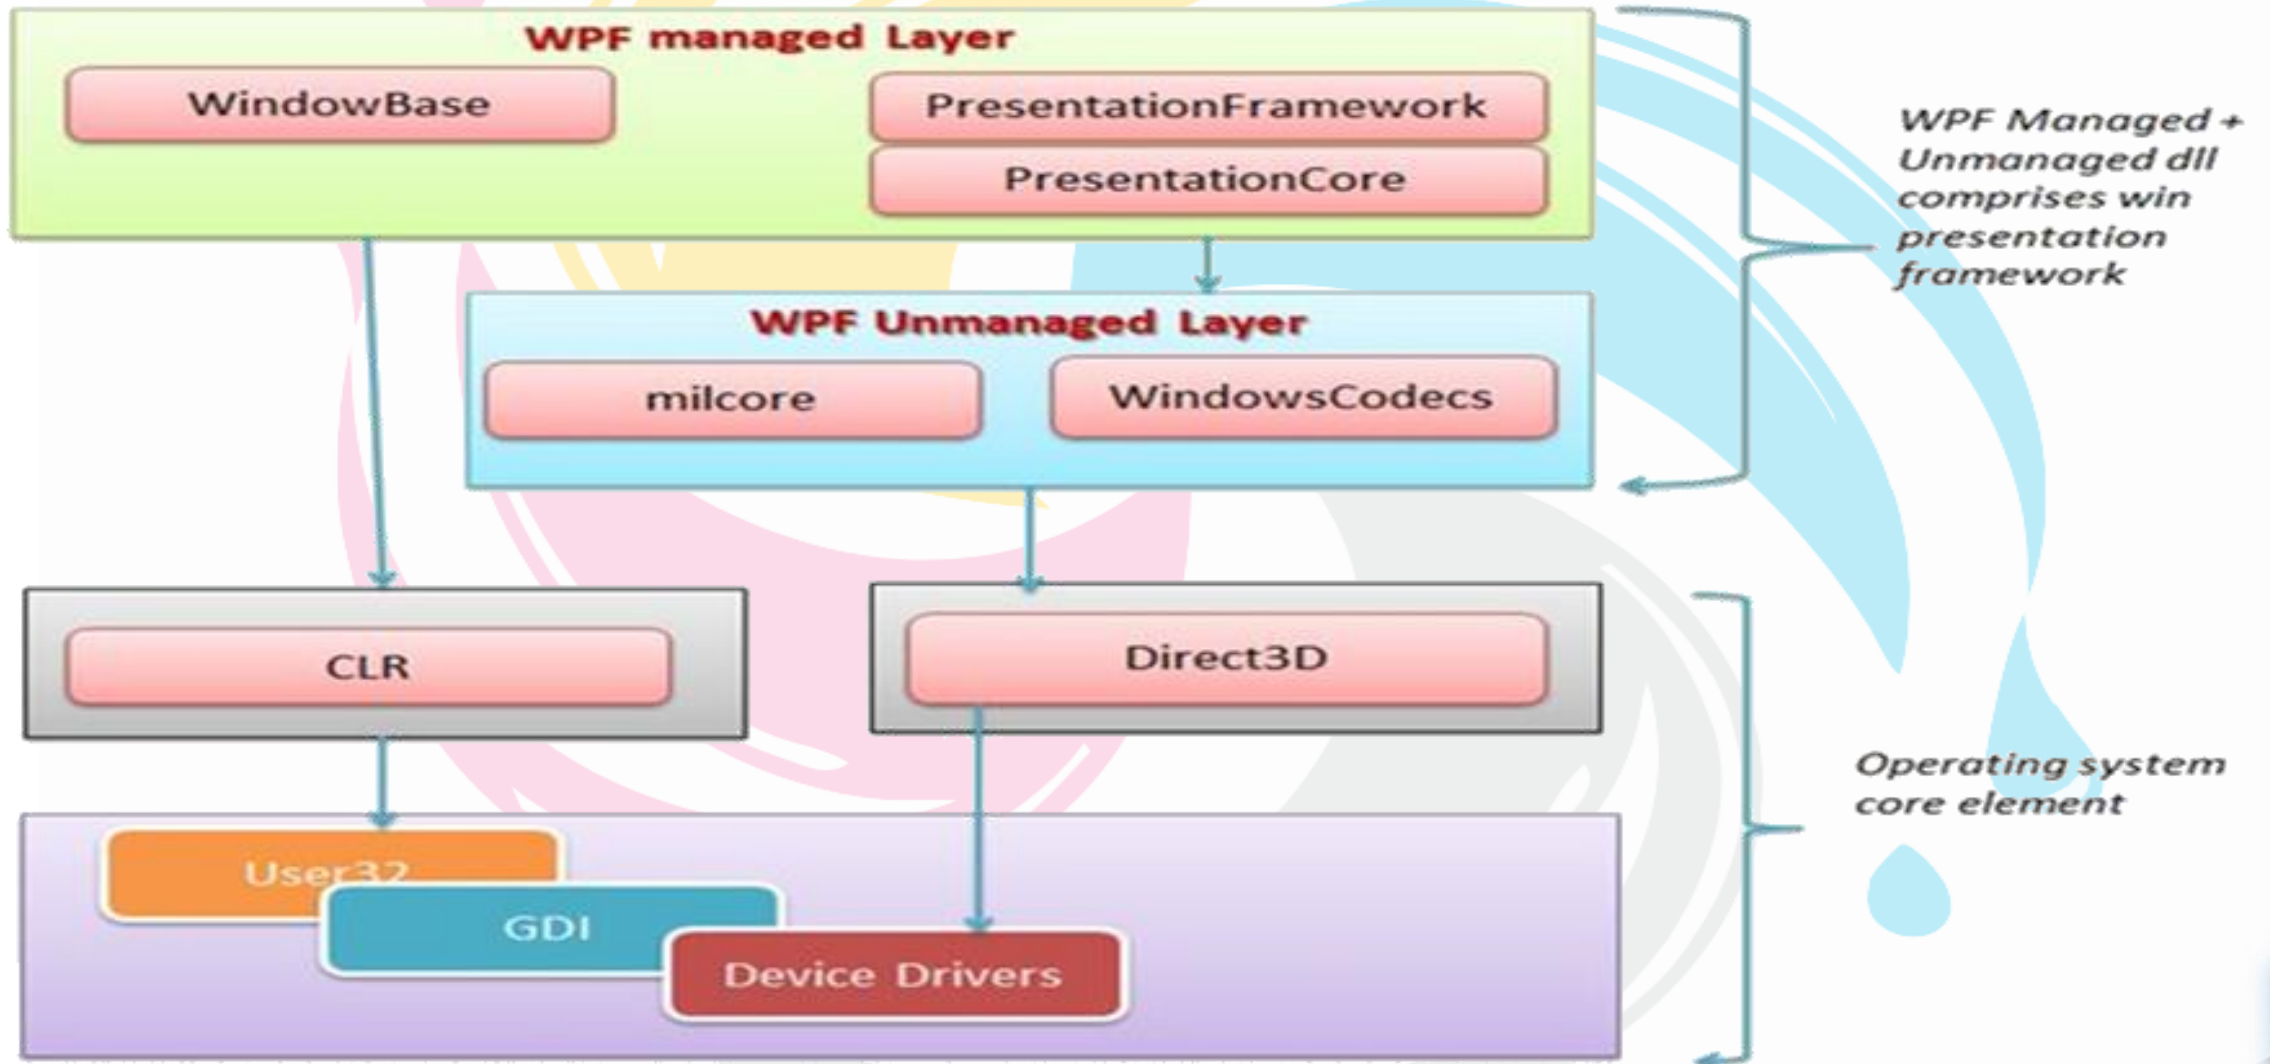 WPF managed Layer
WindowBase
PresentationFramework
PresentationCore
WPF Managed +
Unmanaged dll
comprises win
presentation
framework
WPF Unmanaged Layer
milcore
WindowsCodecs
CLR
Direct3D
Operating system
core element
User32
GDI
Device Drivers